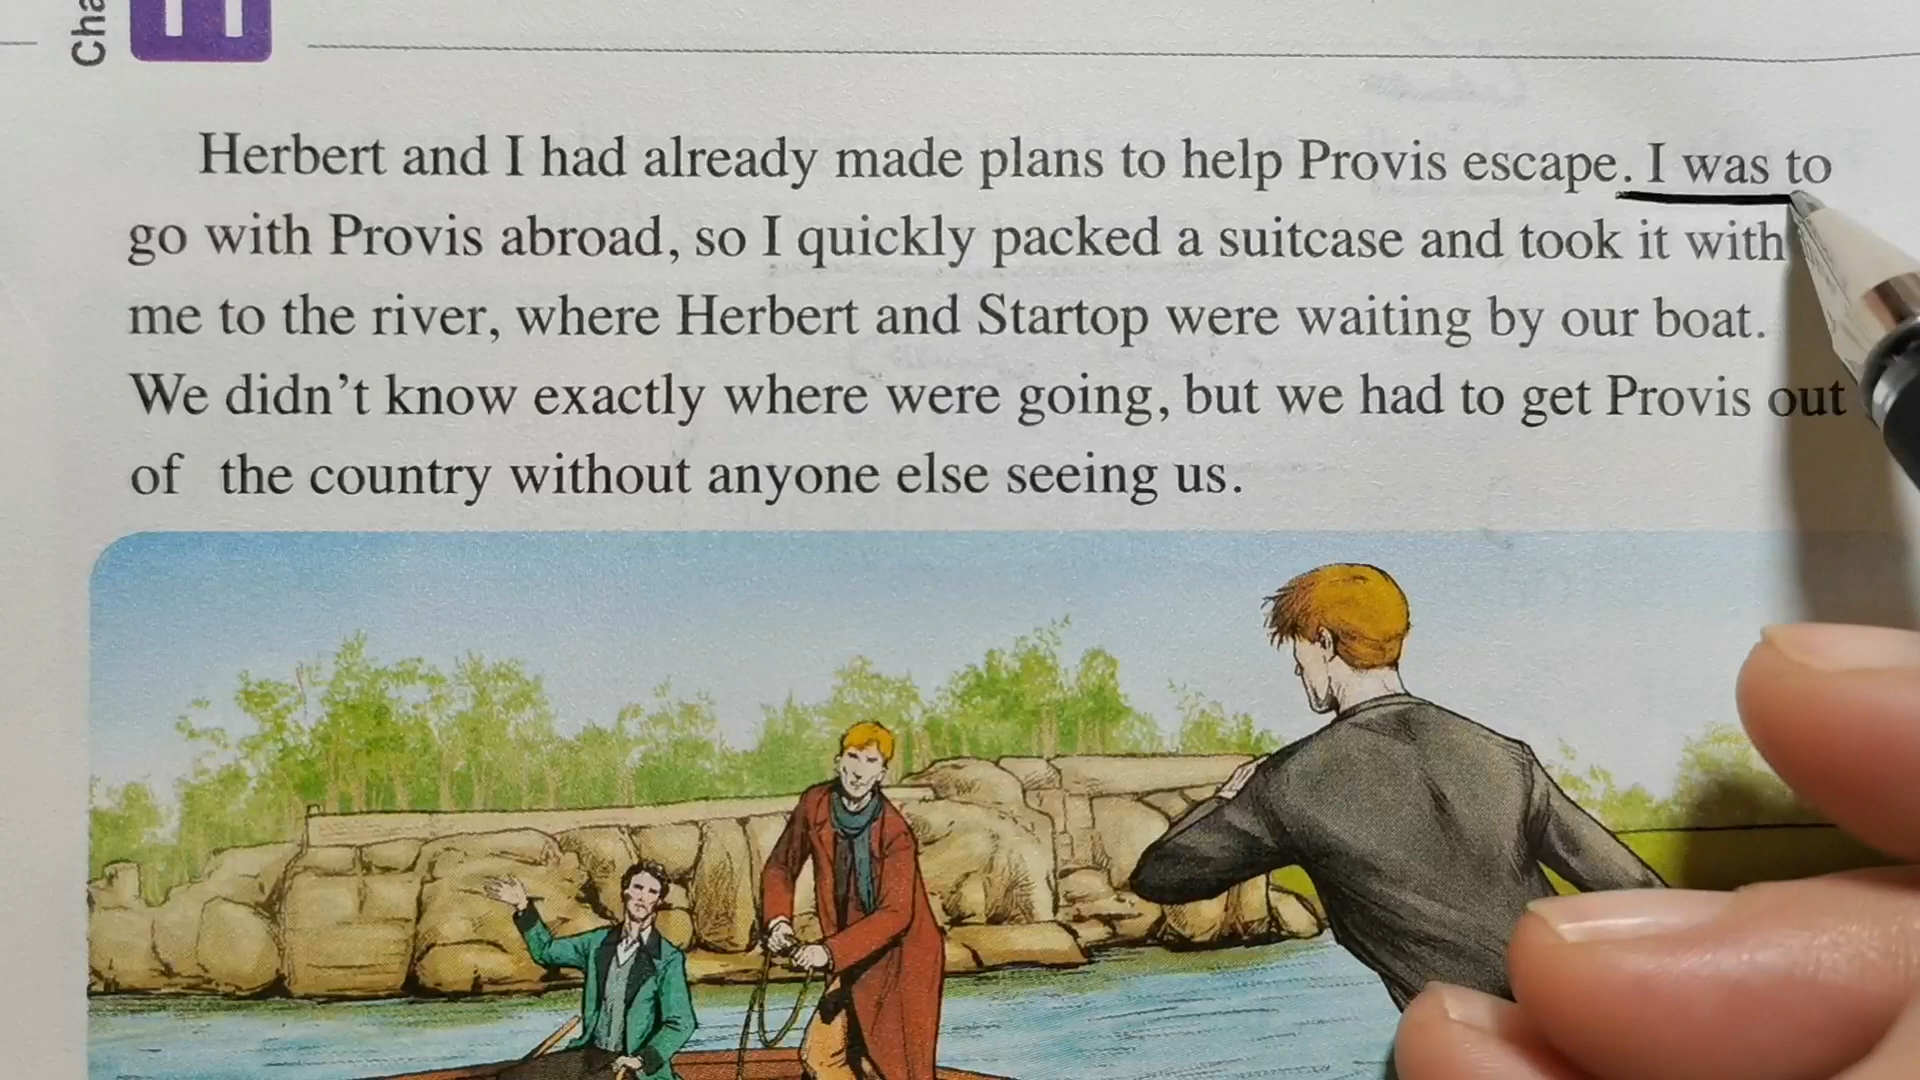 Cha
Herbert and I had already made plans to help Provis escape. I was to
go with Provis abroad, so I quickly packed a suitcase and took it with
me to the river, where Herbert and Startop were waiting by our boat.
We didn't know exactly where were going, but we had to get Provis out
of the country without anyone else seeing us.